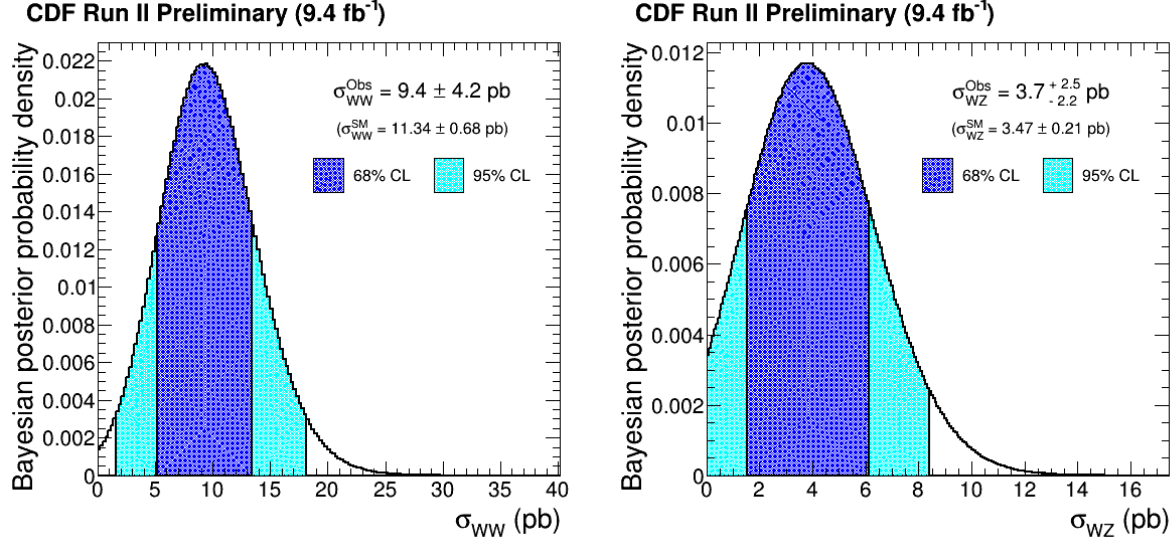 CDF Run II Preliminary (9.4 fb⁻¹)
Bayesian posterior probability density
0.022
0.02
0.018
0.016
0.014
0.012
0.01
0.008
0.006
0.004
0.002
0
σ_WW^Obs = 9.4 ± 4.2 pb
(σ_WW^SM = 11.34 ± 0.68 pb)
68% CL 95% CL
0 5 10 15 20 25 30 35 40
σ_WW (pb)
CDF Run II Preliminary (9.4 fb⁻¹)
Bayesian posterior probability density
0.012
0.01
0.008
0.006
0.004
0.002
0
σ_WZ^Obs = 3.7 + 2.5 - 2.2 pb
(σ_WZ^SM = 3.47 ± 0.21 pb)
68% CL 95% CL
0 2 4 6 8 10 12 14 16
σ_WZ (pb)